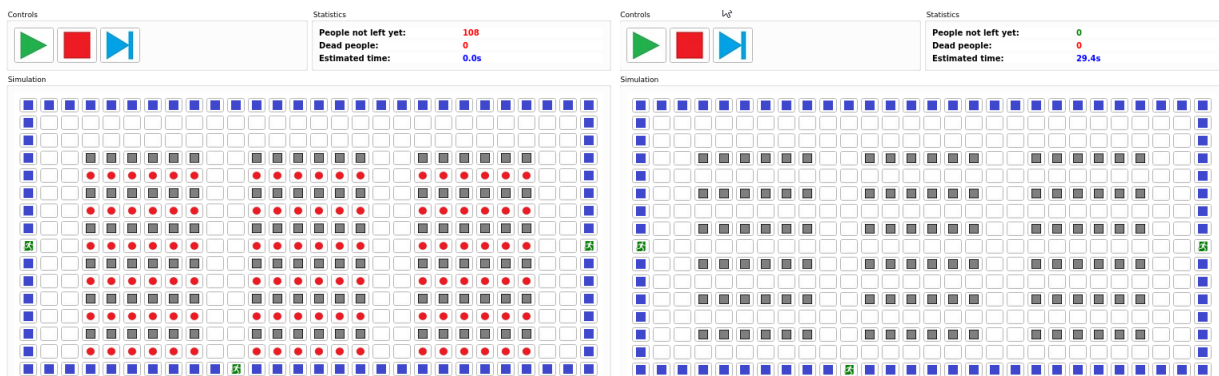 Controls
Statistics
People not left yet: 108
Dead people: 0
Estimated time: 0.0s
Simulation
Controls
Statistics
People not left yet: 0
Dead people: 0
Estimated time: 29.4s
Simulation